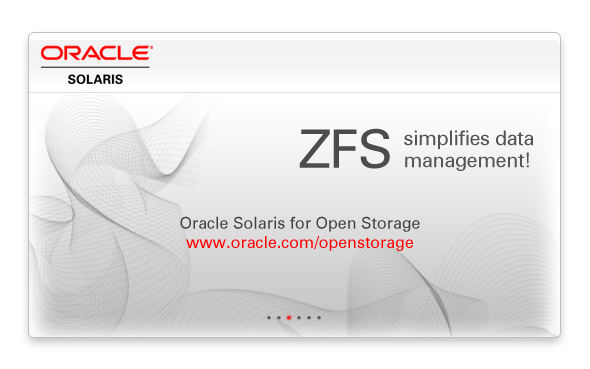 ORACLE
SOLARIS
ZFS simplifies data
management!
Oracle Solaris for Open Storage
www.oracle.com/openstorage